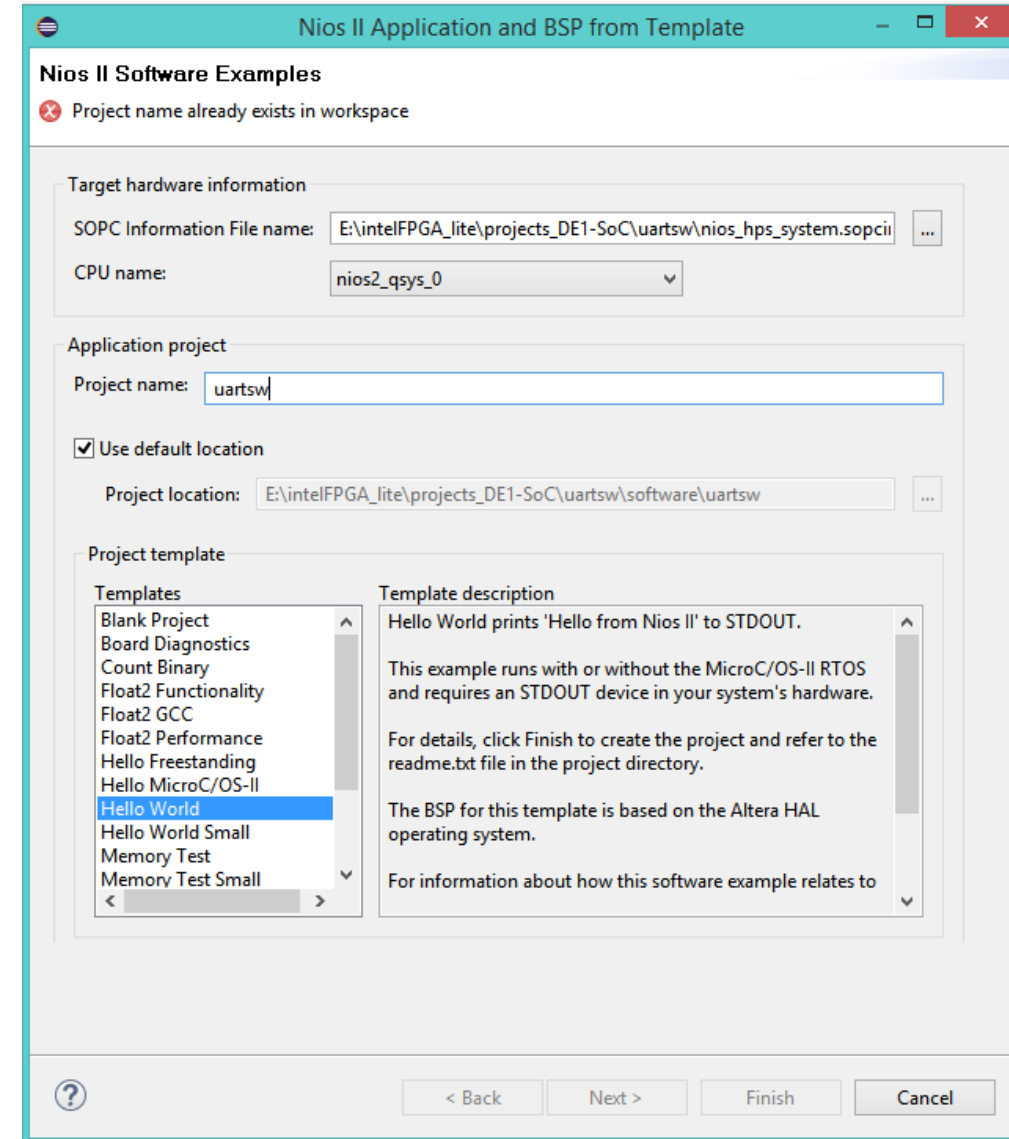 Nios II Application and BSP from Template
Nios II Software Examples
Project name already exists in workspace
Target hardware information
SOPC Information File name: E:\intelFPGA_lite\projects_DE1-SoC\uartsw\nios_hps_system.sopcii ...
CPU name: nios2_qsys_0
Application project
Project name: uartsw
Use default location
Project location: E:\intelFPGA_lite\projects_DE1-SoC\uartsw\software\uartsw ...
Project template
Templates
Blank Project
Board Diagnostics
Count Binary
Float2 Functionality
Float2 GCC
Float2 Performance
Hello Freestanding
Hello MicroC/OS-II
Hello World
Hello World Small
Memory Test
Memory Test Small
Template description
Hello World prints 'Hello from Nios II' to STDOUT.
This example runs with or without the MicroC/OS-II RTOS
and requires an STDOUT device in your system's hardware.
For details, click Finish to create the project and refer to the
readme.txt file in the project directory.
The BSP for this template is based on the Altera HAL
operating system.
For information about how this software example relates to
? < Back Next > Finish Cancel